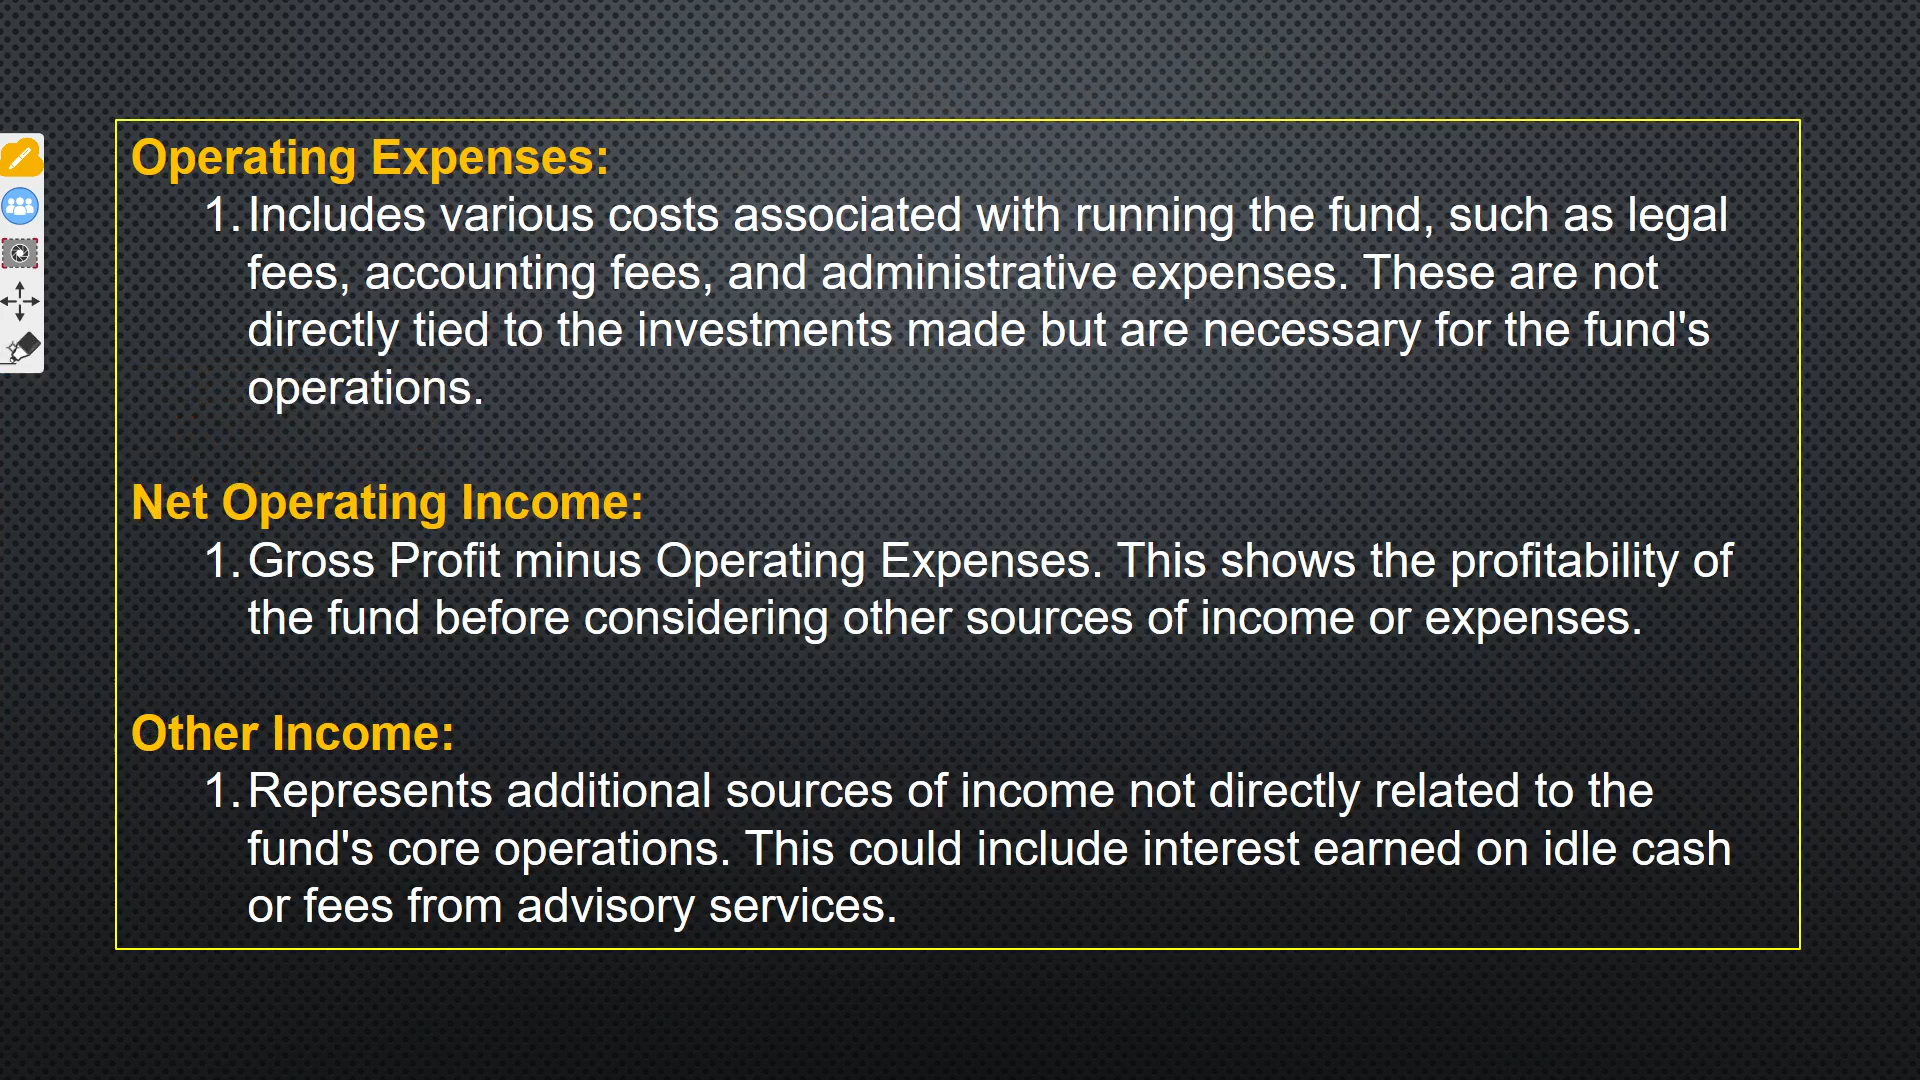 Operating Expenses:
1. Includes various costs associated with running the fund, such as legal
fees, accounting fees, and administrative expenses. These are not
directly tied to the investments made but are necessary for the fund's
operations.
Net Operating Income:
1. Gross Profit minus Operating Expenses. This shows the profitability of
the fund before considering other sources of income or expenses.
Other Income:
1. Represents additional sources of income not directly related to the
fund's core operations. This could include interest earned on idle cash
or fees from advisory services.